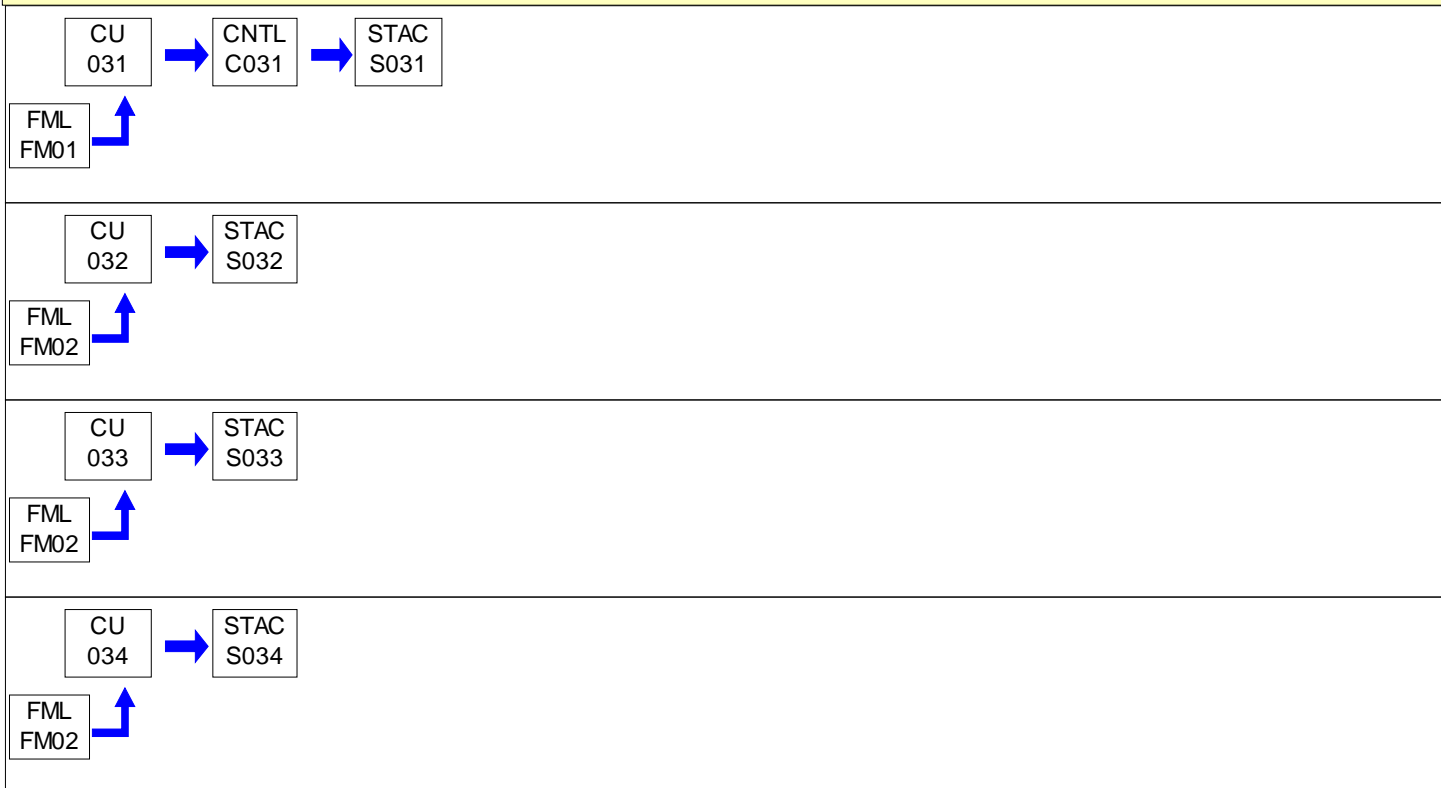 CU
031
CNTL
C031
STAC
S031
FML
FM01
CU
032
STAC
S032
FML
FM02
CU
033
STAC
S033
FML
FM02
CU
034
STAC
S034
FML
FM02